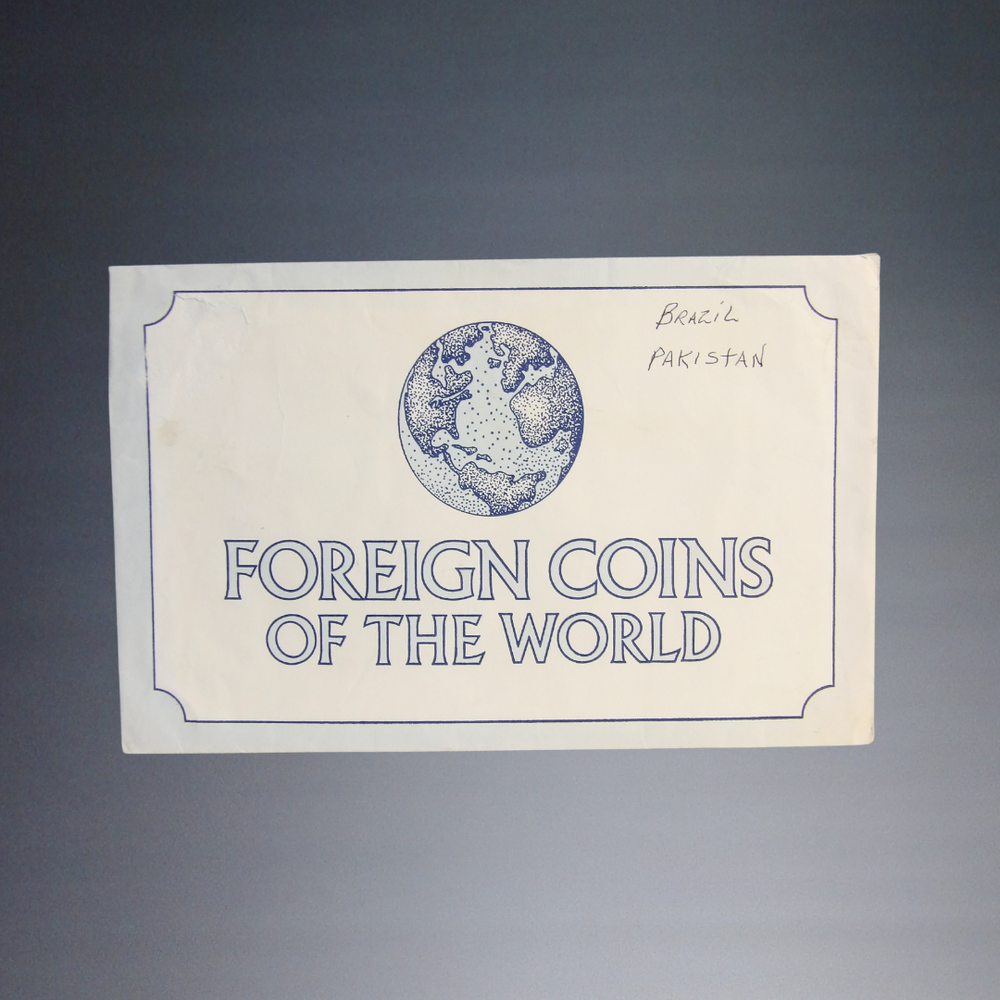 Brazil
Pakistan
FOREIGN COINS
OF THE WORLD